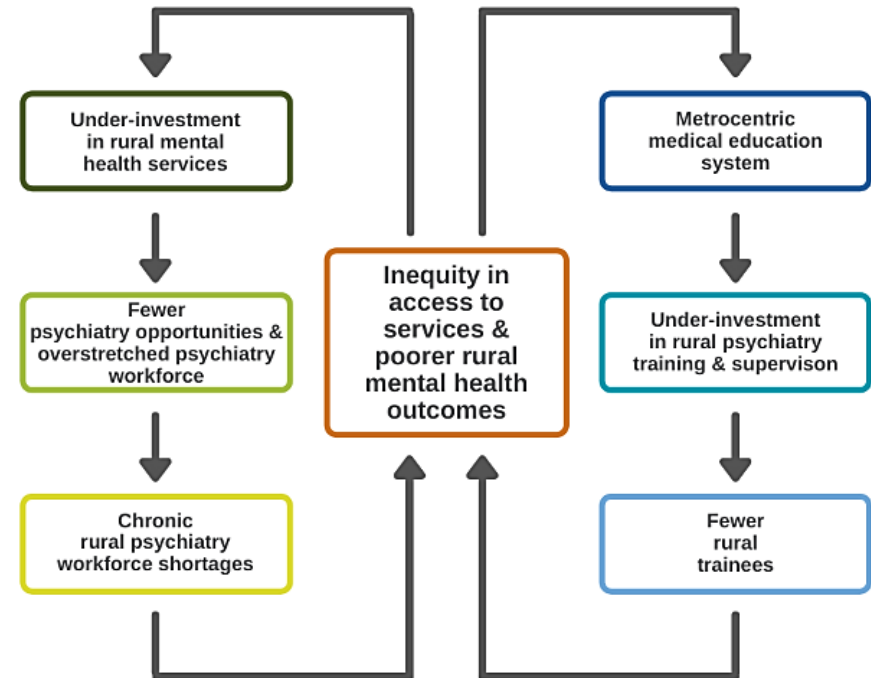 Under-investment
in rural mental
health services
Fewer
psychiatry opportunities &
overstretched psychiatry
workforce
Chronic
rural psychiatry
workforce shortages
Inequity in
access to
services &
poorer rural
mental health
outcomes
Metrocentric
medical education
system
Under-investment
in rural psychiatry
training & supervison
Fewer
rural
trainees